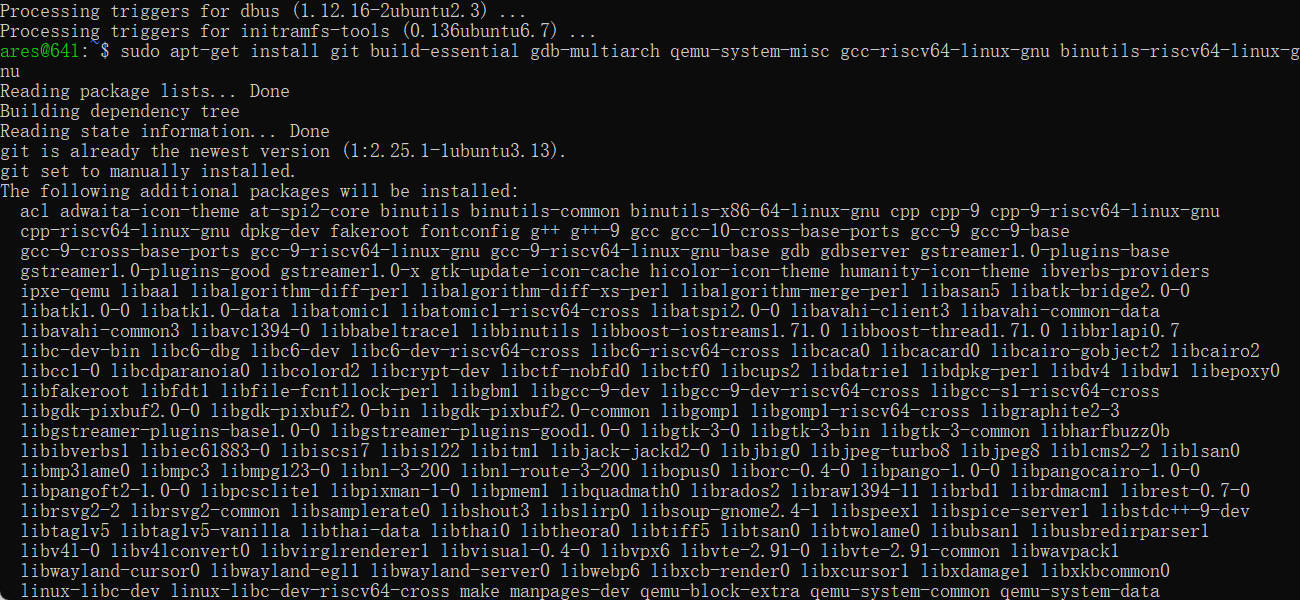 Processing triggers for dbus (1.12.16-2ubuntu2.3) ...
Processing triggers for initramfs-tools (0.136ubuntu6.7) ...
ares@641:~$ sudo apt-get install git build-essential gdb-multiarch qemu-system-misc gcc-riscv64-linux-gnu binutils-riscv64-linux-g
nu
Reading package lists... Done
Building dependency tree
Reading state information... Done
git is already the newest version (1:2.25.1-1ubuntu3.13).
git set to manually installed.
The following additional packages will be installed:
  acl adwaita-icon-theme at-spi2-core binutils binutils-common binutils-x86-64-linux-gnu cpp cpp-9 cpp-9-riscv64-linux-gnu
  cpp-riscv64-linux-gnu dpkg-dev fakeroot fontconfig g++ g++-9 gcc gcc-10-cross-base-ports gcc-9 gcc-9-base
  gcc-9-cross-base-ports gcc-9-riscv64-linux-gnu gcc-9-riscv64-linux-gnu-base gdb gdbserver gstreamer1.0-plugins-base
  gstreamer1.0-plugins-good gstreamer1.0-x gtk-update-icon-cache hicolor-icon-theme humanity-icon-theme ibverbs-providers
  ipxe-qemu libaa1 libalgorithm-diff-perl libalgorithm-diff-xs-perl libalgorithm-merge-perl libasan5 libatk-bridge2.0-0
  libatk1.0-0 libatk1.0-data libatomic1 libatomic1-riscv64-cross libatspi2.0-0 libavahi-client3 libavahi-common-data
  libavahi-common3 libavc1394-0 libbabeltrace1 libbinutils libboost-iostreams1.71.0 libboost-thread1.71.0 libbrlapi0.7
  libc-dev-bin libc6-dbg libc6-dev libc6-dev-riscv64-cross libc6-riscv64-cross libcaca0 libcacard0 libcairo-gobject2 libcairo2
  libcc1-0 libcdparanoia0 libcolord2 libcrypt-dev libctf-nobfd0 libctf0 libcups2 libdatrie1 libdpkg-perl libdv4 libdw1 libepoxy0
  libfakeroot libfdt1 libfile-fcntllock-perl libgbm1 libgcc-9-dev libgcc-9-dev-riscv64-cross libgcc-s1-riscv64-cross
  libgdk-pixbuf2.0-0 libgdk-pixbuf2.0-bin libgdk-pixbuf2.0-common libgomp1 libgomp1-riscv64-cross libgraphite2-3
  libgstreamer-plugins-base1.0-0 libgstreamer-plugins-good1.0-0 libgtk-3-0 libgtk-3-bin libgtk-3-common libharfbuzz0b
  libibverbs1 libiec61883-0 libiscsi7 libisl22 libitm1 libjack-jackd2-0 libjbig0 libjpeg-turbo8 libjpeg8 liblcms2-2 liblsan0
  libmp3lame0 libmpc3 libmpg123-0 libnl-3-200 libnl-route-3-200 libopus0 liborc-0.4-0 libpango-1.0-0 libpangocairo-1.0-0
  libpangoft2-1.0-0 libpcsclite1 libpixman-1-0 libpmem1 libquadmath0 librados2 libraw1394-11 librbd1 librdmacm1 librest-0.7-0
  librsvg2-2 librsvg2-common libsamplerate0 libshout3 libslirp0 libsoup-gnome2.4-1 libspeex1 libspice-server1 libstdc++-9-dev
  libtag1v5 libtag1v5-vanilla libthai-data libthai0 libtheora0 libtiff5 libtsan0 libtwolame0 libubsan1 libusbredirparser1
  libv4l-0 libv4lconvert0 libvirglrenderer1 libvisual-0.4-0 libvpx6 libvte-2.91-0 libvte-2.91-common libwavpack1
  libwayland-cursor0 libwayland-egl1 libwayland-server0 libwebp6 libxcb-render0 libxcursor1 libxdamage1 libxkbcommon0
  linux-libc-dev linux-libc-dev-riscv64-cross make manpages-dev qemu-block-extra qemu-system-common qemu-system-data